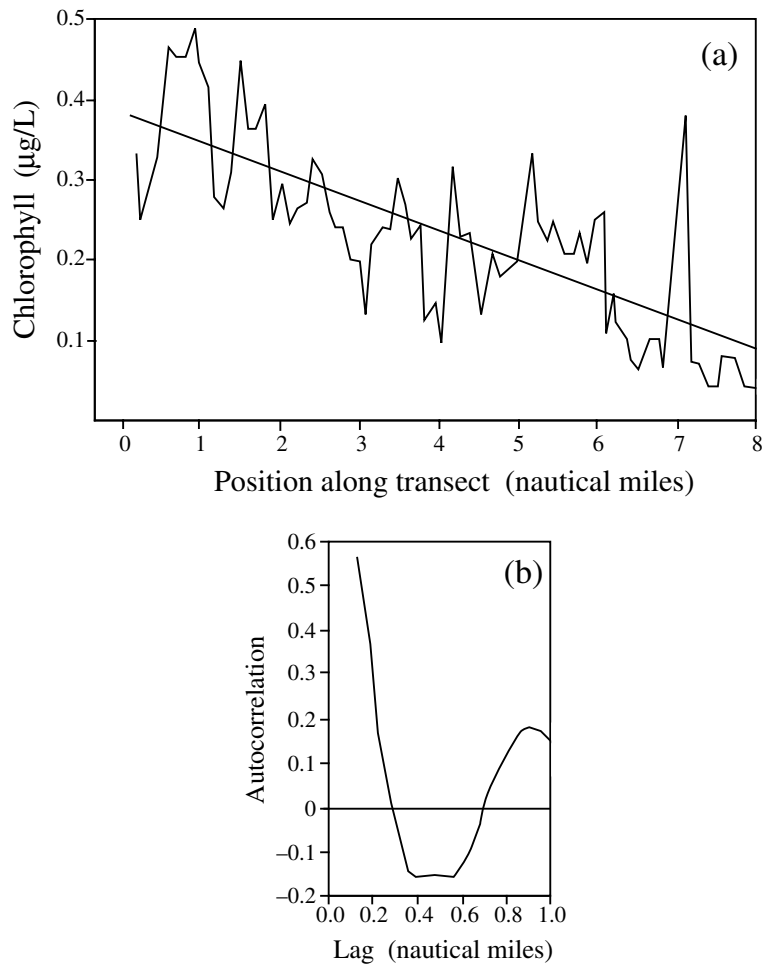 (a)
Chlorophyll (µg/L)
0.5
0.4
0.3
0.2
0.1
0 1 2 3 4 5 6 7 8
Position along transect (nautical miles)
(b)
Autocorrelation
0.6
0.5
0.4
0.3
0.2
0.1
0
–0.1
–0.2
0.0 0.2 0.4 0.6 0.8 1.0
Lag (nautical miles)